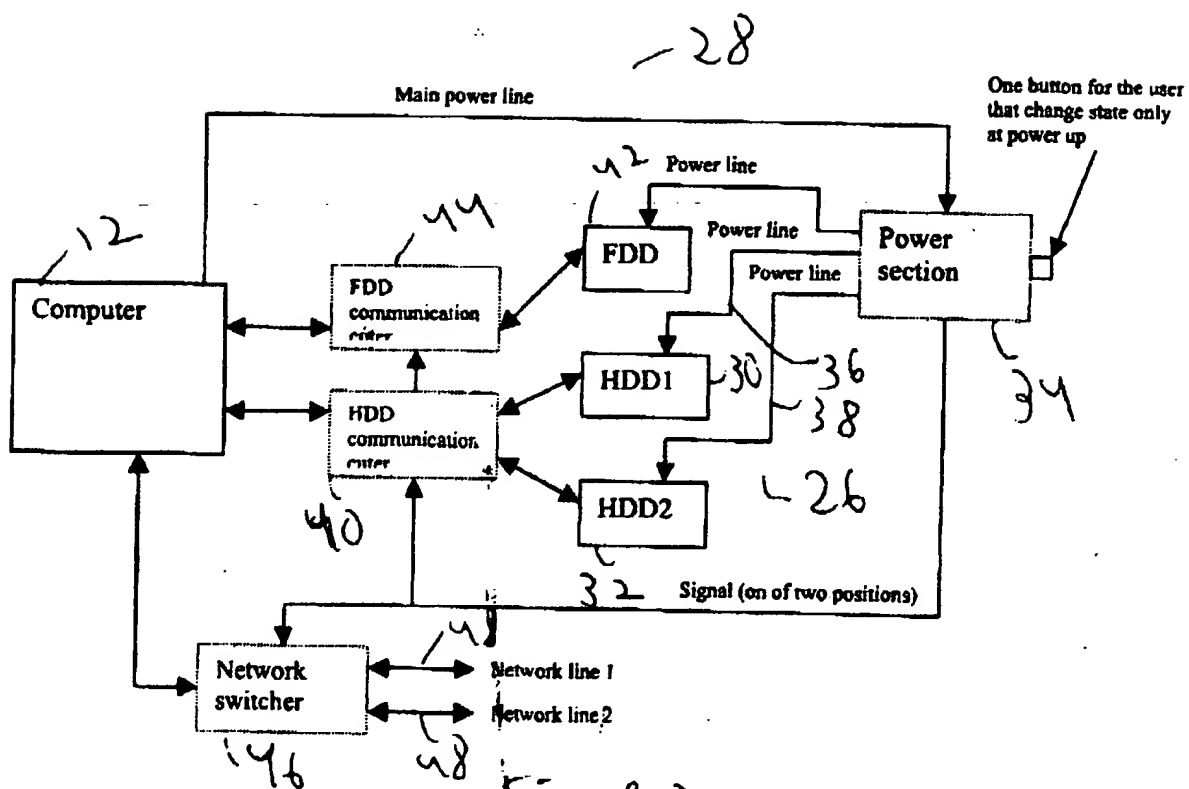 28
Main power line
One button for the user
that change state only
at power up
42
Power line
44
12
FDD
Power line
Power
section
Power line
Computer
FDD
communication
HDD1
30
36
34
HDD
communication
38
HDD2
26
40
32
Signal (on of two positions)
48
Network
switcher
Network line 1
Network line 2
46
48